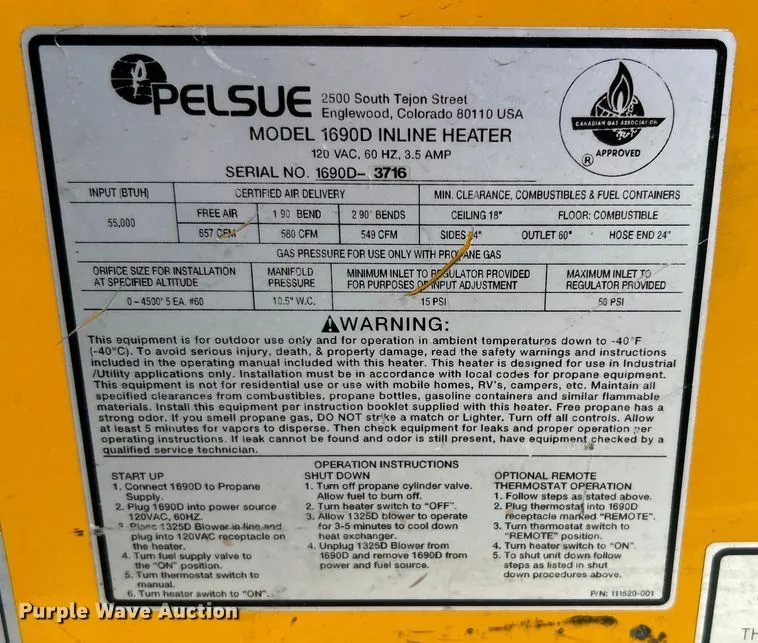 PELSUE
2500 South Tejon Street
Englewood, Colorado 80110 USA
MODEL 1690D INLINE HEATER
120 VAC, 60 HZ, 3.5 AMP
SERIAL NO. 1690D- 3716
CANADIAN GAS ASSOCIATION
APPROVED
®
INPUT (BTUH) CERTIFIED AIR DELIVERY MIN. CLEARANCE, COMBUSTIBLES & FUEL CONTAINERS
55,000 FREE AIR 1 90° BEND 2 90° BENDS CEILING 18" FLOOR: COMBUSTIBLE
657 CFM 580 CFM 549 CFM SIDES 24" OUTLET 60" HOSE END 24"
GAS PRESSURE FOR USE ONLY WITH PROPANE GAS
ORIFICE SIZE FOR INSTALLATION MANIFOLD MINIMUM INLET TO REGULATOR PROVIDED MAXIMUM INLET TO
AT SPECIFIED ALTITUDE PRESSURE FOR PURPOSES OF INPUT ADJUSTMENT REGULATOR PROVIDED
0-4500' 5 EA. #60 10.5" W.C. 15 PSI 50 PSI
⚠WARNING:
This equipment is for outdoor use only and for operation in ambient temperatures down to -40°F
(-40°C). To avoid serious injury, death, & property damage, read the safety warnings and instructions
included in the operating manual included with this heater. This heater is designed for use in Industrial
/Utility applications only. Installation must be in accordance with local codes for propane equipment.
This equipment is not for residential use or use with mobile homes, RV's, campers, etc. Maintain all
specified clearances from combustibles, propane bottles, gasoline containers and similar flammable
materials. Install this equipment per instruction booklet supplied with this heater. Free propane has a
strong odor. If you smell propane gas, DO NOT strike a match or Lighter. Turn off all controls. Allow
at least 5 minutes for vapors to disperse. Then check equipment for leaks and proper operation per
operating instructions. If leak cannot be found and odor is still present, have equipment checked by a
qualified service technician.
OPERATION INSTRUCTIONS
START UP
1. Connect 1690D to Propane
Supply.
2. Plug 1690D into power source
120VAC, 60HZ.
3. Place 1325D Blower in line and
plug into 120VAC receptacle on
the heater.
4. Turn fuel supply valve to
the "ON" position.
5. Turn thermostat switch to
manual.
6. Turn heater switch to "ON".
SHUT DOWN
1. Turn off propane cylinder valve.
Allow fuel to burn off.
2. Turn heater switch to "OFF".
3. Allow 1325D blower to operate
for 3-5 minutes to cool down
heat exchanger.
4. Unplug 1325D Blower from
1690D and remove 1690D from
power and fuel source.
OPTIONAL REMOTE
THERMOSTAT OPERATION
1. Follow steps as stated above.
2. Plug thermostat into 1690D
receptacle marked "REMOTE".
3. Turn thermostat switch to
"REMOTE" position.
4. Turn heater switch to "ON".
5. To shut unit down follow
steps as listed in shut
down procedures above.
P/N: 111520-001
Purple Wave Auction
TH